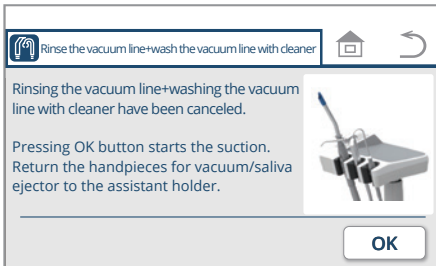 Rinse the vacuum line+wash the vacuum line with cleaner
Rinsing the vacuum line+washing the vacuum
line with cleaner have been canceled.
Pressing OK button starts the suction.
Return the handpieces for vacuum/saliva
ejector to the assistant holder.
OK